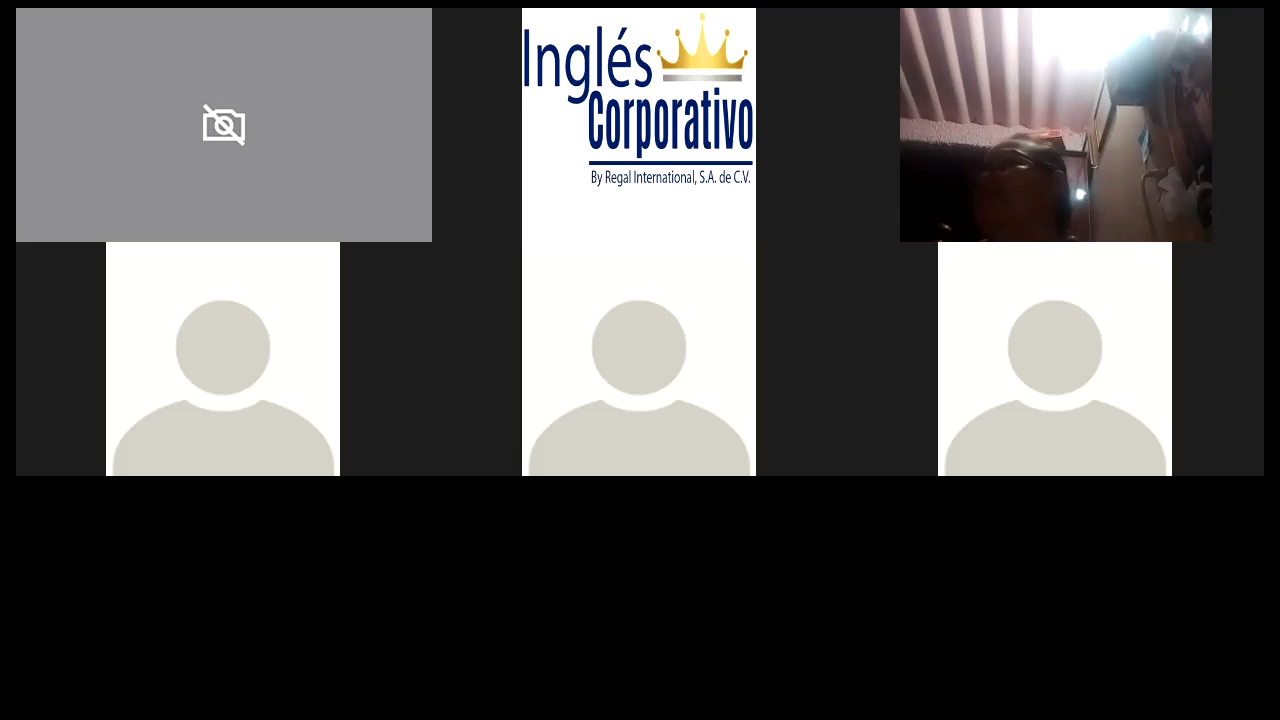 Inglés
Corporativo
By Regal International, S.A. de C.V.